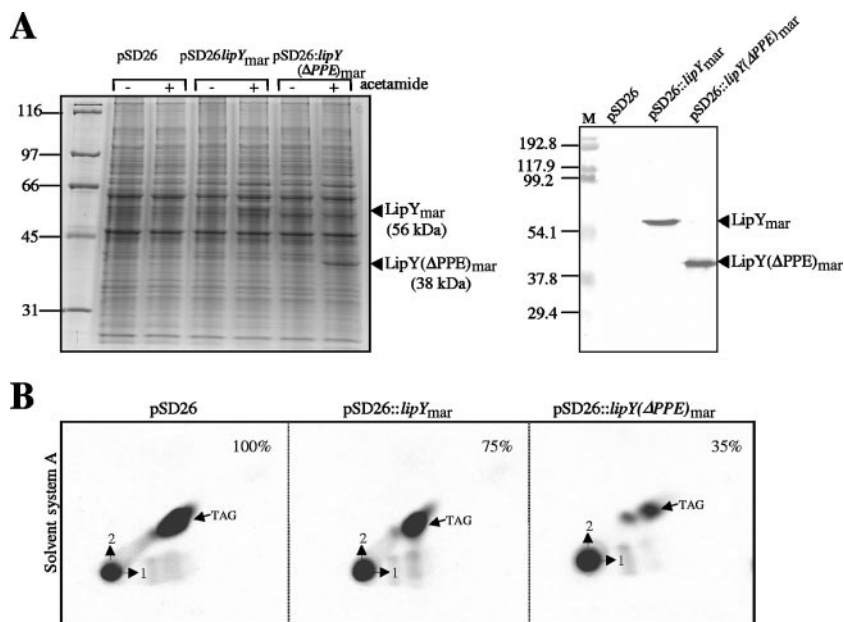 A
pSD26 pSD26lipYmar pSD26:lipY
(ΔPPE)mar
- + - + - + acetamide
116
97
66
45
31
LipYmar
(56 kDa)
LipY(ΔPPE)mar
(38 kDa)
M pSD26 pSD26::lipYmar pSD26::lipY(ΔPPE)mar
192.8
117.9
99.2
54.1
37.8
29.4
LipYmar
LipY(ΔPPE)mar
B
pSD26 pSD26::lipYmar pSD26::lipY(ΔPPE)mar
Solvent system A
100% 75% 35%
TAG TAG TAG
2 2 2
1 1 1